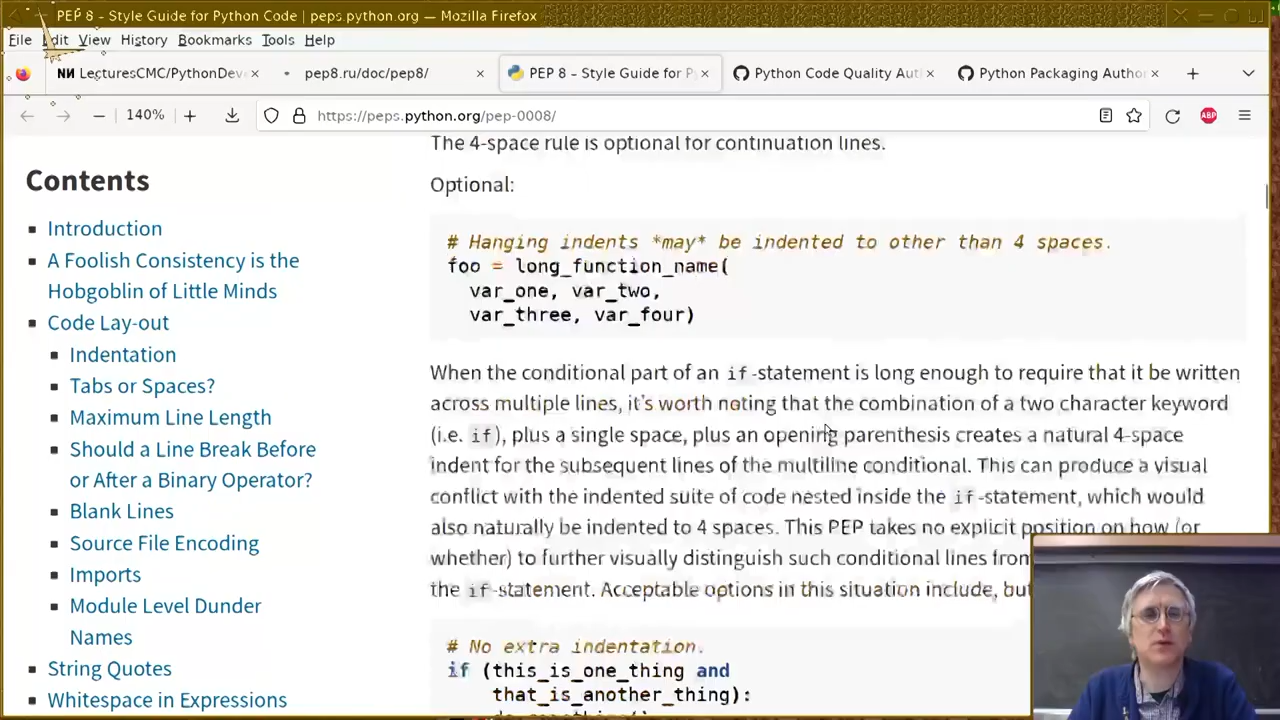 PEP 8 – Style Guide for Python Code | peps.python.org — Mozilla Firefox
File Edit View History Bookmarks Tools Help
LecturesCMC/PythonDev
pep8.ru/doc/pep8/
PEP 8 – Style Guide for P
Python Code Quality Aut
Python Packaging Author
140%
https://peps.python.org/pep-0008/
ABP
Contents
Introduction
A Foolish Consistency is the
Hobgoblin of Little Minds
Code Lay-out
Indentation
Tabs or Spaces?
Maximum Line Length
Should a Line Break Before
or After a Binary Operator?
Blank Lines
Source File Encoding
Imports
Module Level Dunder
Names
String Quotes
Whitespace in Expressions
The 4-space rule is optional for continuation lines.
Optional:
# Hanging indents *may* be indented to other than 4 spaces.
foo = long_function_name(
var_one, var_two,
var_three, var_four)
When the conditional part of an if-statement is long enough to require that it be written
across multiple lines, it's worth noting that the combination of a two character keyword
(i.e. if), plus a single space, plus an opening parenthesis creates a natural 4-space
indent for the subsequent lines of the multiline conditional. This can produce a visual
conflict with the indented suite of code nested inside the if-statement, which would
also naturally be indented to 4 spaces. This PEP takes no explicit position on how (or
whether) to further visually distinguish such conditional lines from
the if-statement. Acceptable options in this situation include, but
# No extra indentation.
if (this_is_one_thing and
that_is_another_thing):